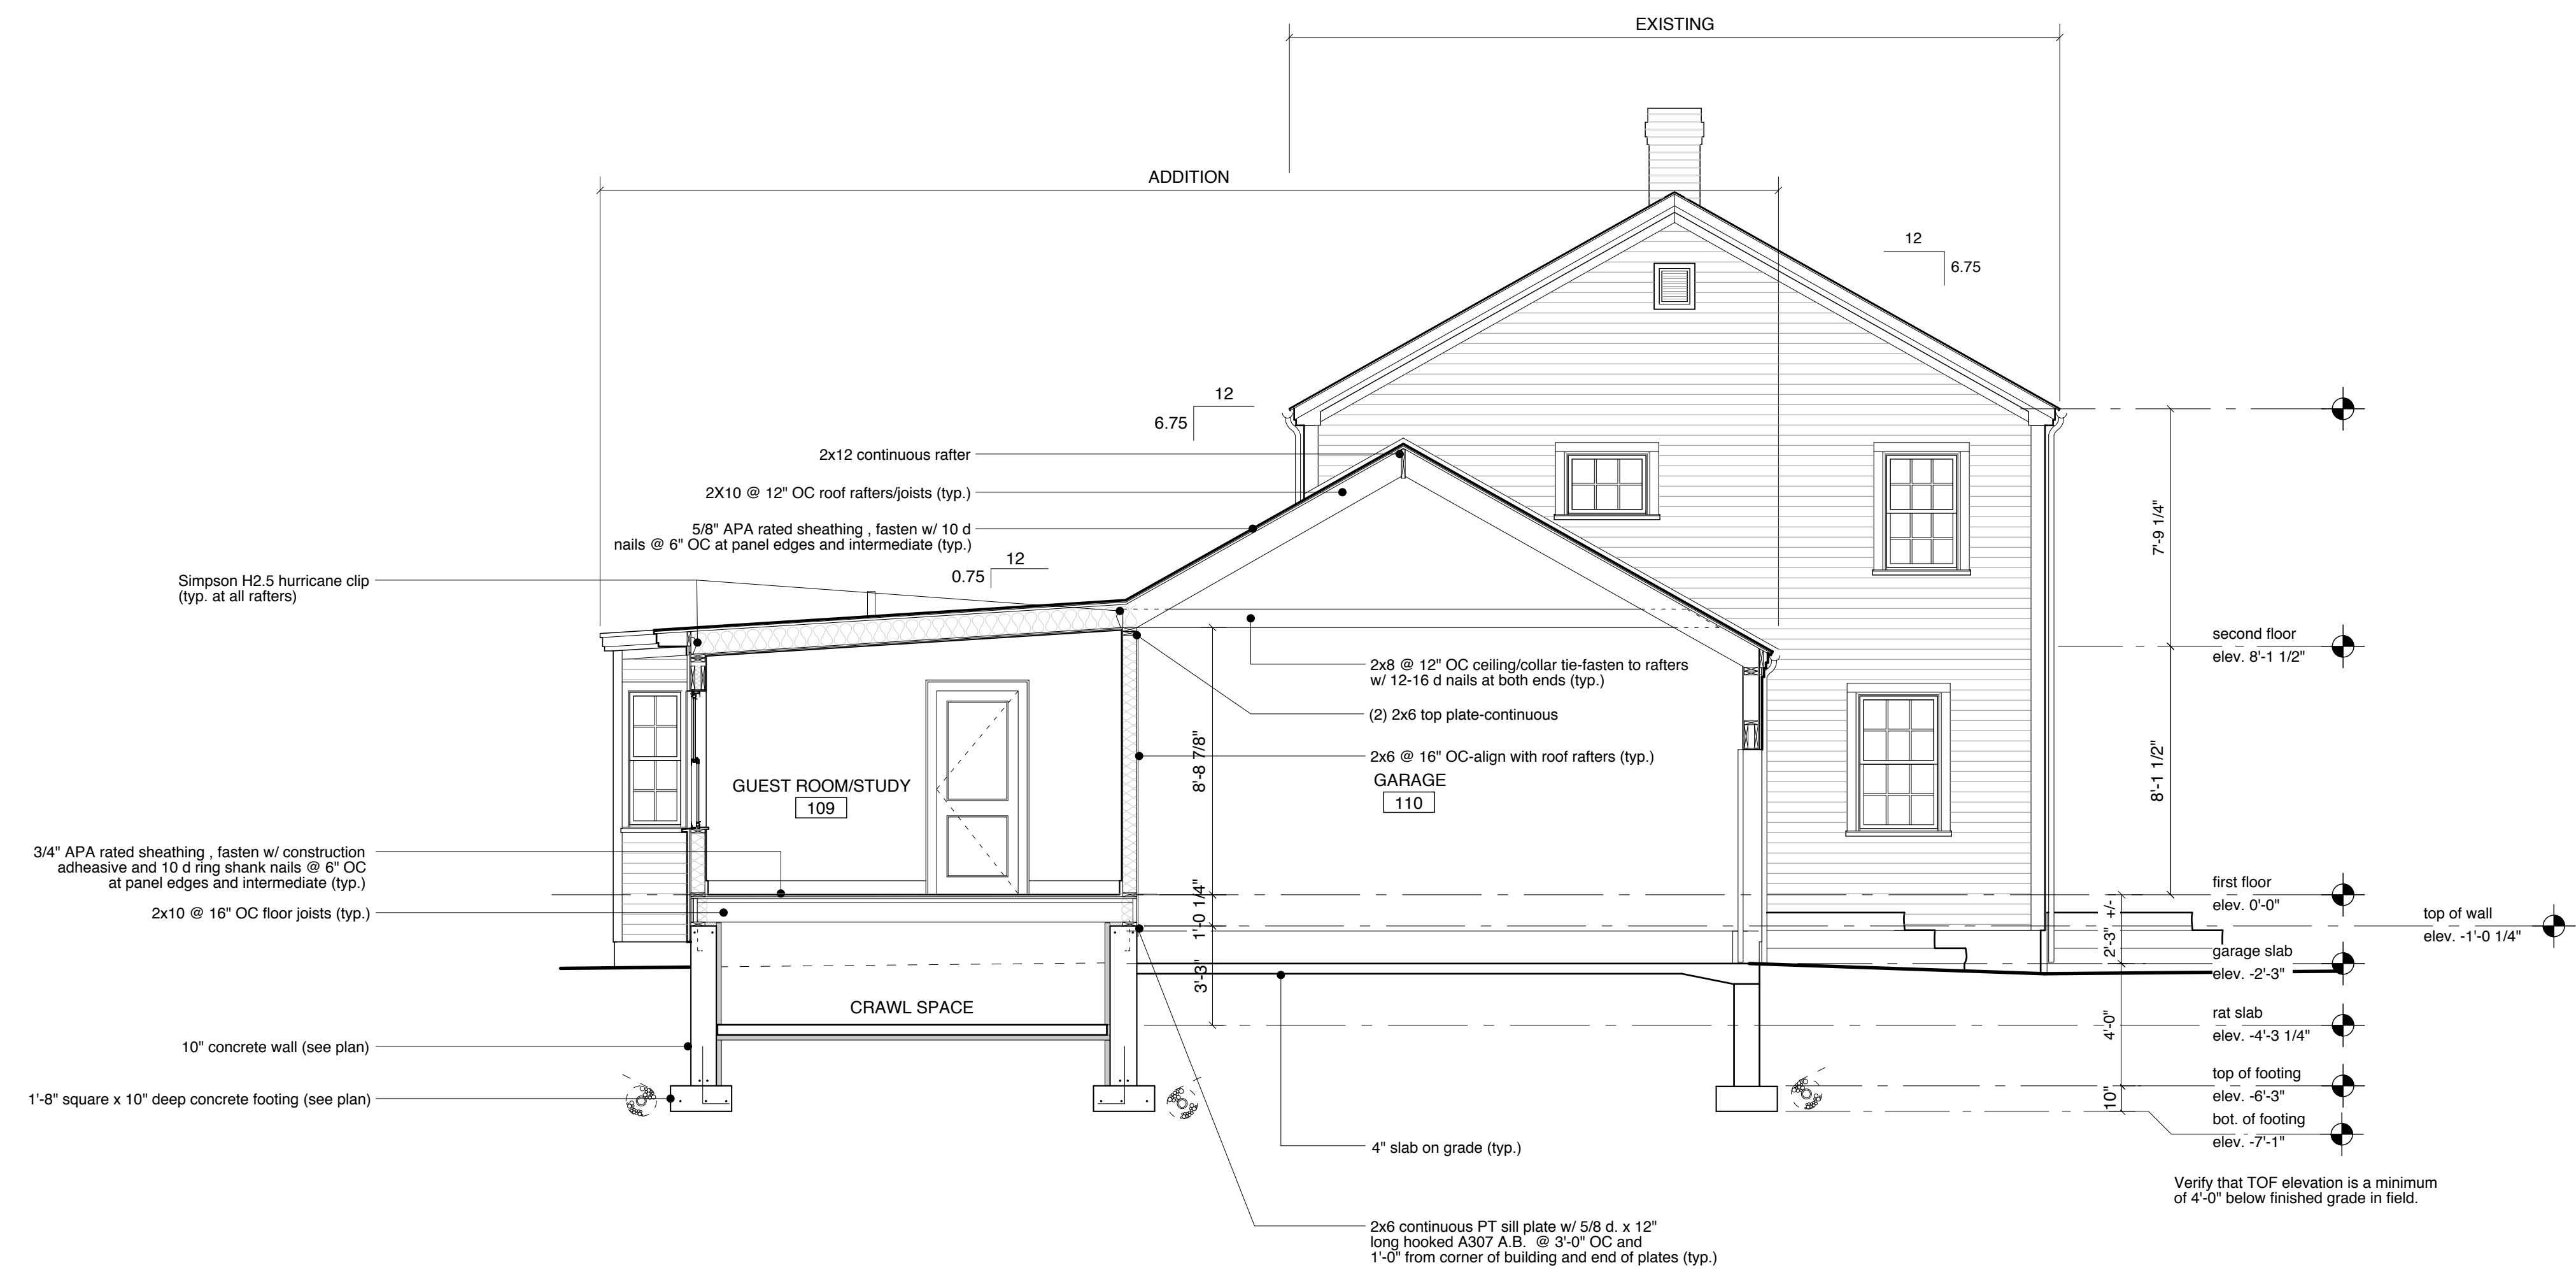 EXISTING
ADDITION
12
6.75
12
6.75
2x12 continuous rafter
2X10 @ 12" OC roof rafters/joists (typ.)
5/8" APA rated sheathing , fasten w/ 10 d
nails @ 6" OC at panel edges and intermediate (typ.)
12
0.75
Simpson H2.5 hurricane clip
(typ. at all rafters)
7'-9 1/4"
second floor
elev. 8'-1 1/2"
2x8 @ 12" OC ceiling/collar tie-fasten to rafters
w/ 12-16 d nails at both ends (typ.)
(2) 2x6 top plate-continuous
2x6 @ 16" OC-align with roof rafters (typ.)
8'-8 7/8"
8'-1 1/2"
GUEST ROOM/STUDY
109
GARAGE
110
3/4" APA rated sheathing , fasten w/ construction
adheasive and 10 d ring shank nails @ 6" OC
at panel edges and intermediate (typ.)
2x10 @ 16" OC floor joists (typ.)
1'-0 1/4"
first floor
elev. 0'-0"
2'-3" +/-
top of wall
elev. -1'-0 1/4"
garage slab
elev. -2'-3"
3'-3"
CRAWL SPACE
rat slab
elev. -4'-3 1/4"
4'-0"
10" concrete wall (see plan)
top of footing
elev. -6'-3"
10"
1'-8" square x 10" deep concrete footing (see plan)
bot. of footing
elev. -7'-1"
4" slab on grade (typ.)
Verify that TOF elevation is a minimum
of 4'-0" below finished grade in field.
2x6 continuous PT sill plate w/ 5/8 d. x 12"
long hooked A307 A.B. @ 3'-0" OC and
1'-0" from corner of building and end of plates (typ.)